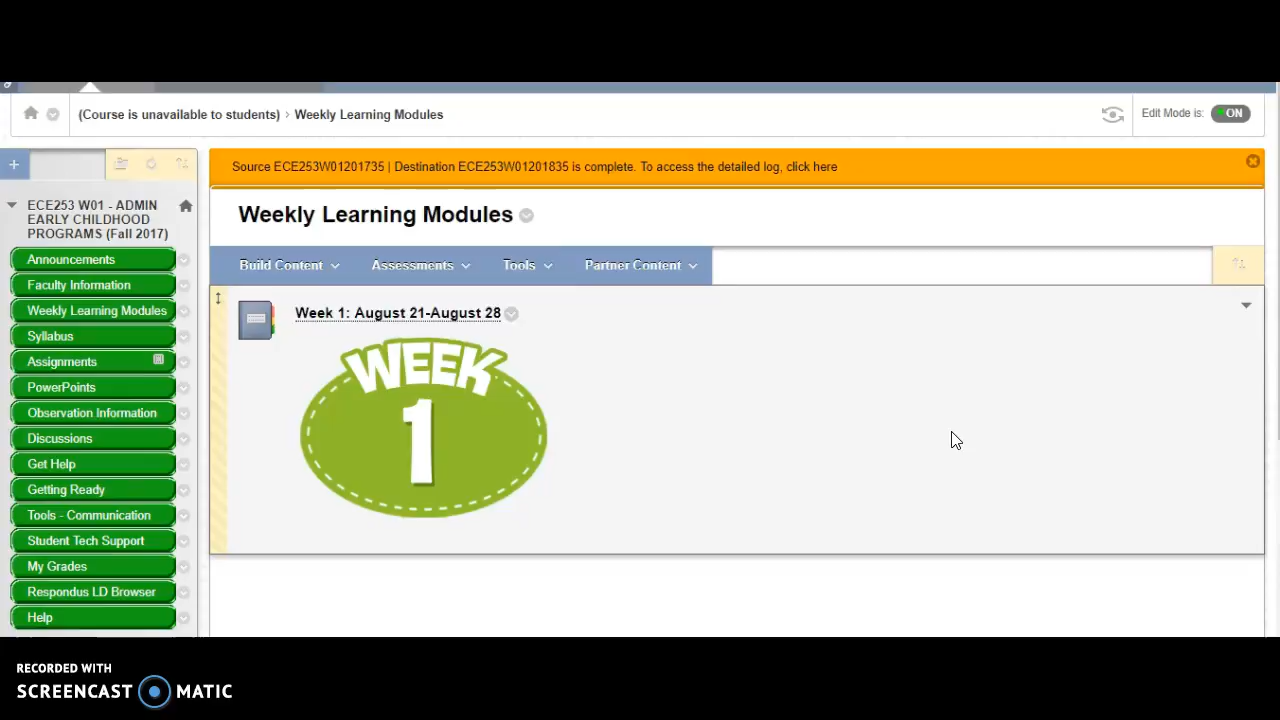 (Course is unavailable to students) › Weekly Learning Modules
Edit Mode is: ON
Source ECE253W01201735 | Destination ECE253W01201835 is complete. To access the detailed log, click here
ECE253 W01 - ADMIN
EARLY CHILDHOOD
PROGRAMS (Fall 2017)
Announcements
Faculty Information
Weekly Learning Modules
Syllabus
Assignments
PowerPoints
Observation Information
Discussions
Get Help
Getting Ready
Tools - Communication
Student Tech Support
My Grades
Respondus LD Browser
Help
Weekly Learning Modules
Build Content Assessments Tools Partner Content
Week 1: August 21-August 28
WEEK
1
RECORDED WITH
SCREENCAST MATIC